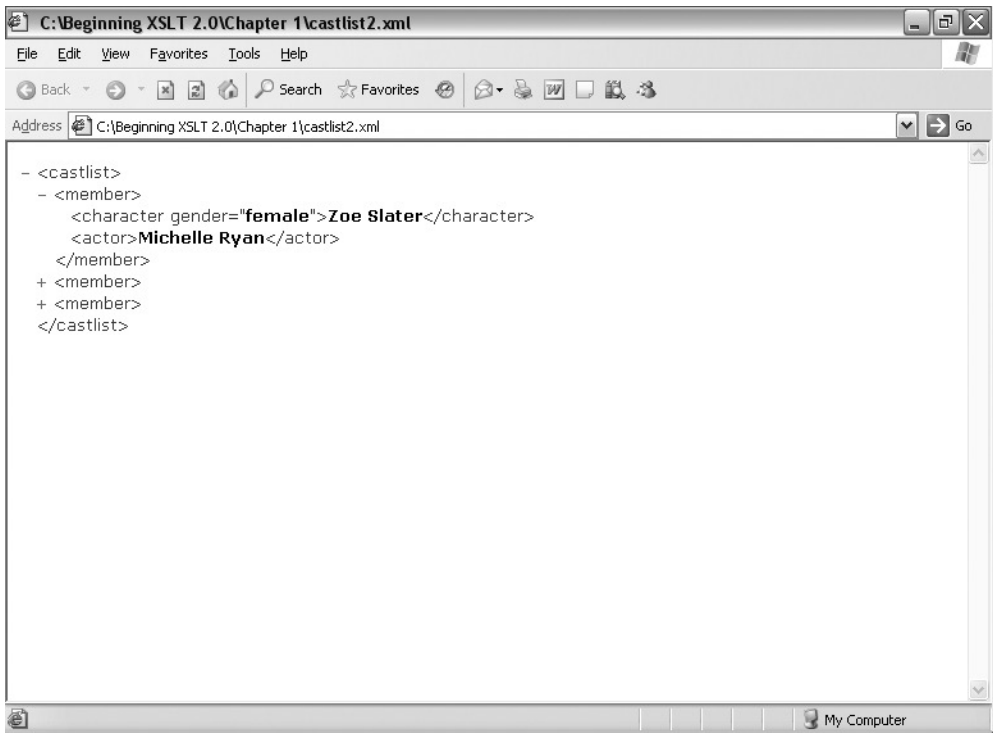 C:\Beginning XSLT 2.0\Chapter 1\castlist2.xml
File Edit View Favorites Tools Help
Back Search Favorites
Address C:\Beginning XSLT 2.0\Chapter 1\castlist2.xml Go
- <castlist>
- <member>
<character gender="female">Zoe Slater</character>
<actor>Michelle Ryan</actor>
</member>
+ <member>
+ <member>
</castlist>
My Computer